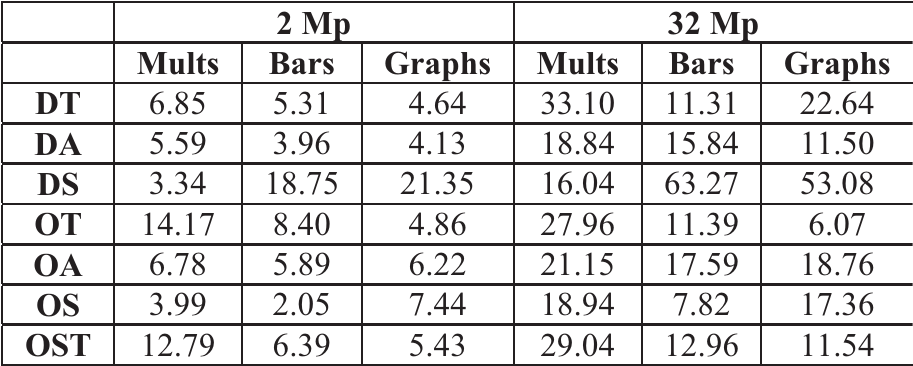 2 Mp 32 Mp
Mults Bars Graphs Mults Bars Graphs
DT 6.85 5.31 4.64 33.10 11.31 22.64
DA 5.59 3.96 4.13 18.84 15.84 11.50
DS 3.34 18.75 21.35 16.04 63.27 53.08
OT 14.17 8.40 4.86 27.96 11.39 6.07
OA 6.78 5.89 6.22 21.15 17.59 18.76
OS 3.99 2.05 7.44 18.94 7.82 17.36
OST 12.79 6.39 5.43 29.04 12.96 11.54